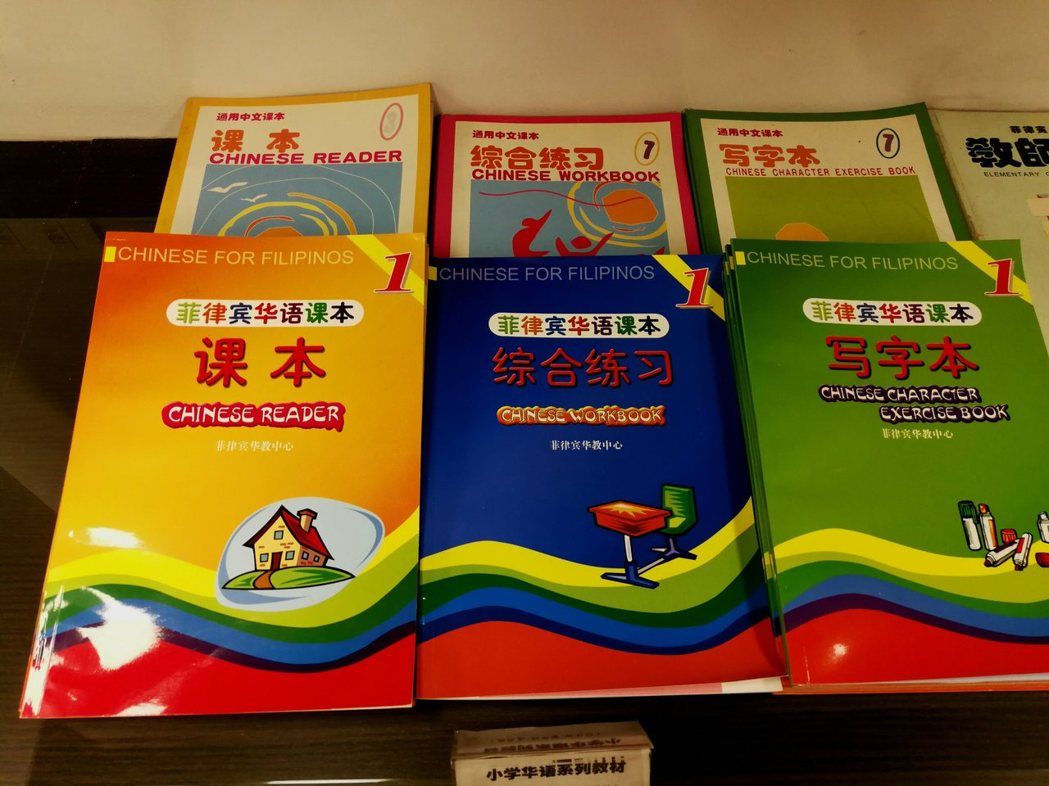 通用中文课本
课本
CHINESE READER
通用中文课本
7
综合练习
CHINESE WORKBOOK
通用中文课本
7
写字本
CHINESE CHARACTER EXERCISE BOOK
菲律宾
教師
ELEMENTARY
CHINESE FOR FILIPINOS
1
菲律宾华语课本
课本
CHINESE READER
菲律宾华教中心
CHINESE FOR FILIPINOS
1
菲律宾华语课本
综合练习
CHINESE WORKBOOK
菲律宾华教中心
CHINESE FOR FILIPINOS
1
菲律宾华语课本
写字本
CHINESE CHARACTER
EXERCISE BOOK
菲律宾华教中心
小学华语系列教材